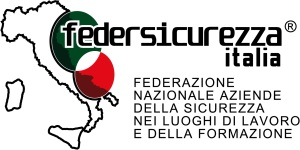 federsicurezza®
italia
FEDERAZIONE
NAZIONALE AZIENDE
DELLA SICUREZZA
NEI LUOGHI DI LAVORO
E DELLA FORMAZIONE